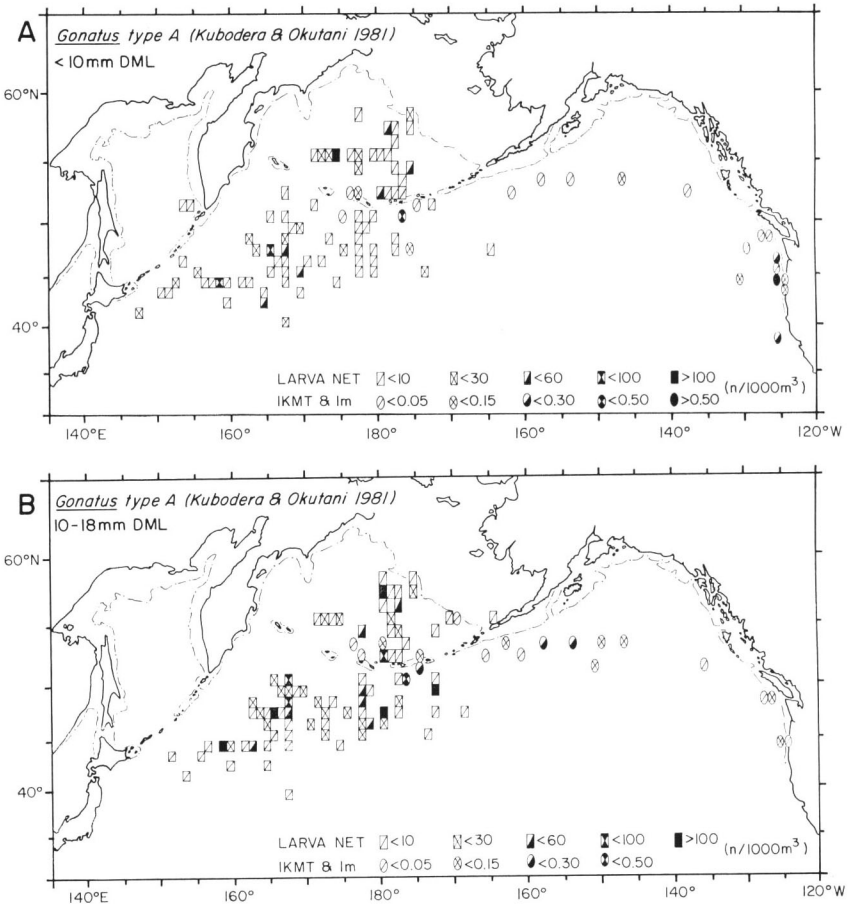 A
Gonatus type A (Kubodera & Okutani 1981)
< 10mm DML
60°N
40°
LARVA NET <10 <30 <60 <100 >100
(n/1000m³)
IKMT & Im <0.05 <0.15 <0.30 <0.50 >0.50
140°E 160° 180° 160° 140° 120°W
B
Gonatus type A (Kubodera & Okutani 1981)
10-18mm DML
60°N
40°
LARVA NET <10 <30 <60 <100 >100
(n/1000m³)
IKMT & Im <0.05 <0.15 <0.30 <0.50
140°E 160° 180° 160° 140° 120°W